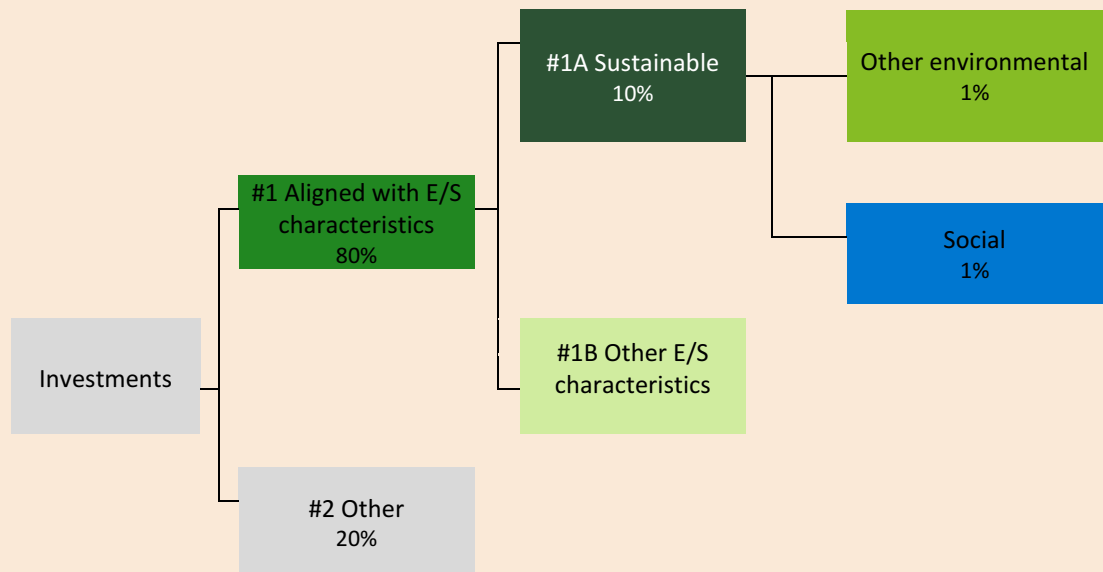 #1A Sustainable
10%
Other environmental
1%
#1 Aligned with E/S
characteristics
80%
Social
1%
Investments
#1B Other E/S
characteristics
#2 Other
20%